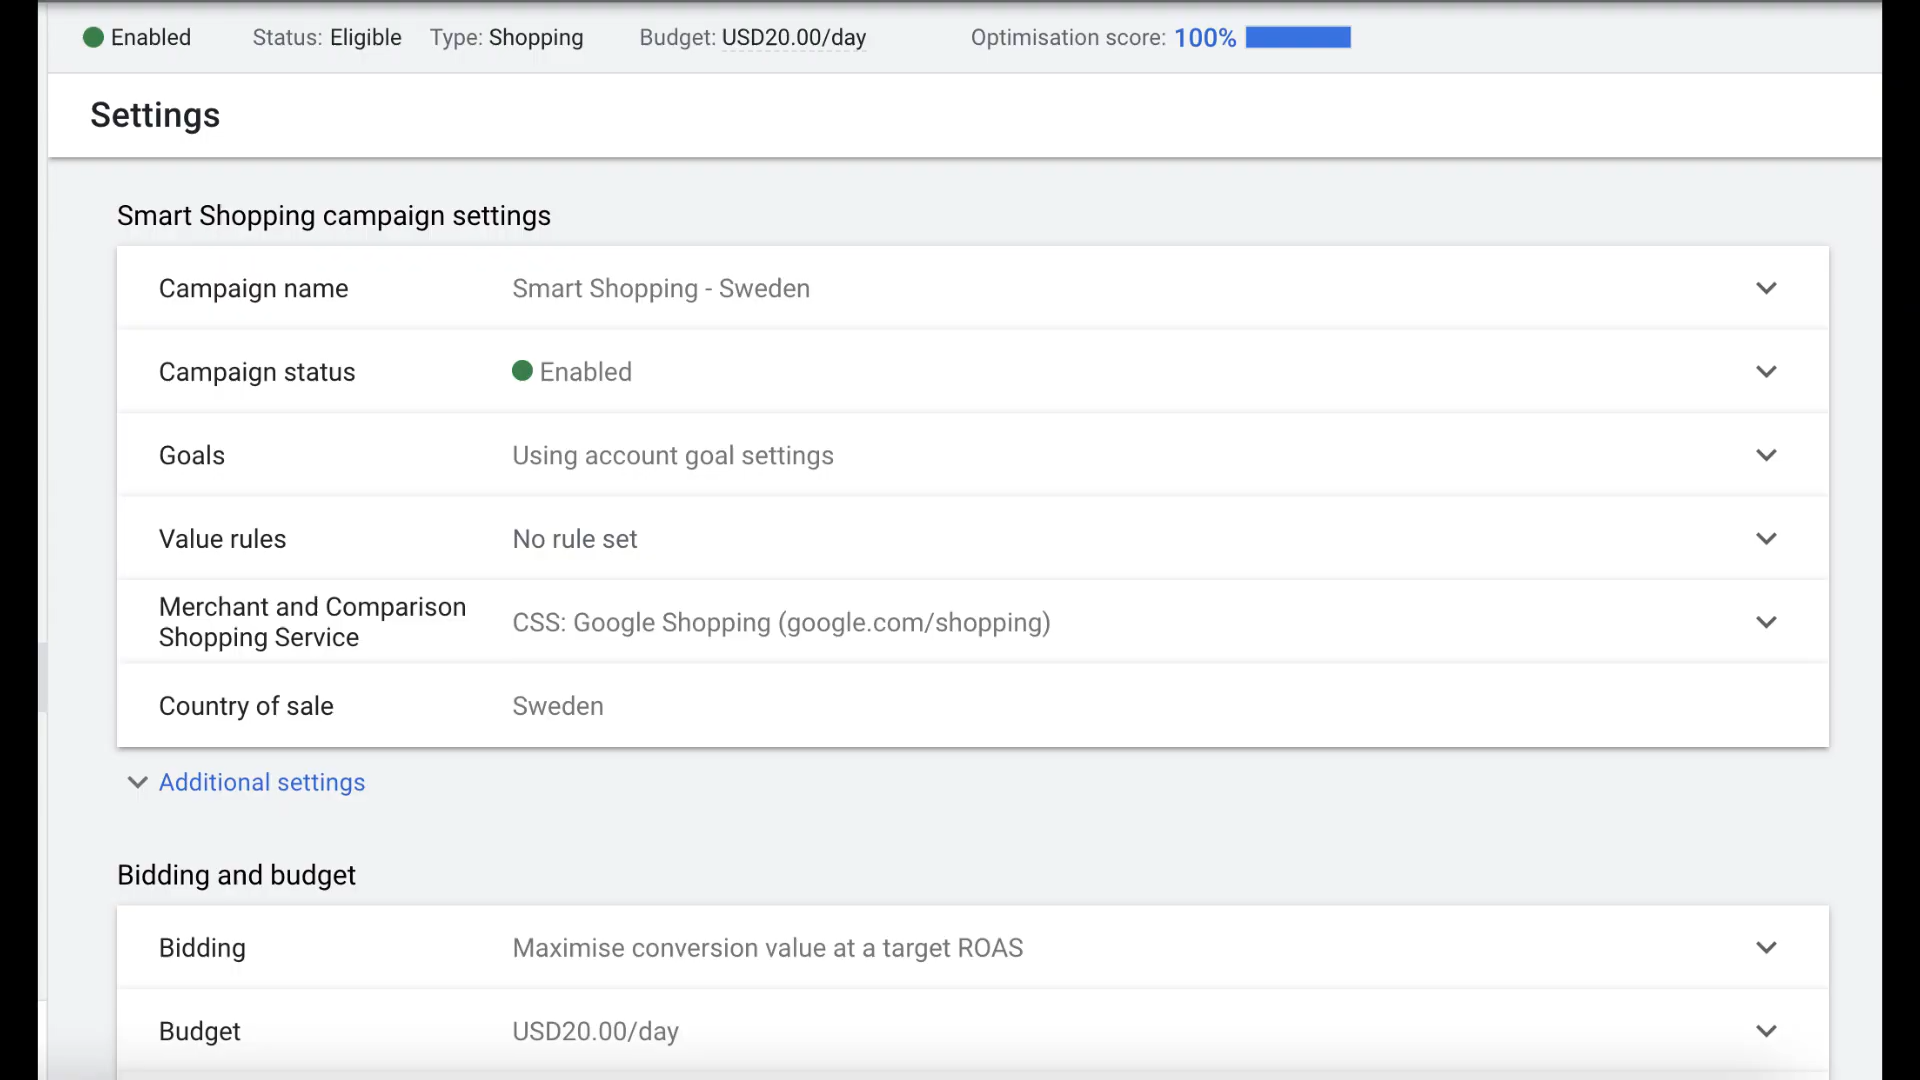 Enabled Status: Eligible Type: Shopping Budget: USD20.00/day Optimisation score: 100%
Settings
Smart Shopping campaign settings
Campaign name Smart Shopping - Sweden
Campaign status Enabled
Goals Using account goal settings
Value rules No rule set
Merchant and Comparison
Shopping Service CSS: Google Shopping (google.com/shopping)
Country of sale Sweden
Additional settings
Bidding and budget
Bidding Maximise conversion value at a target ROAS
Budget USD20.00/day